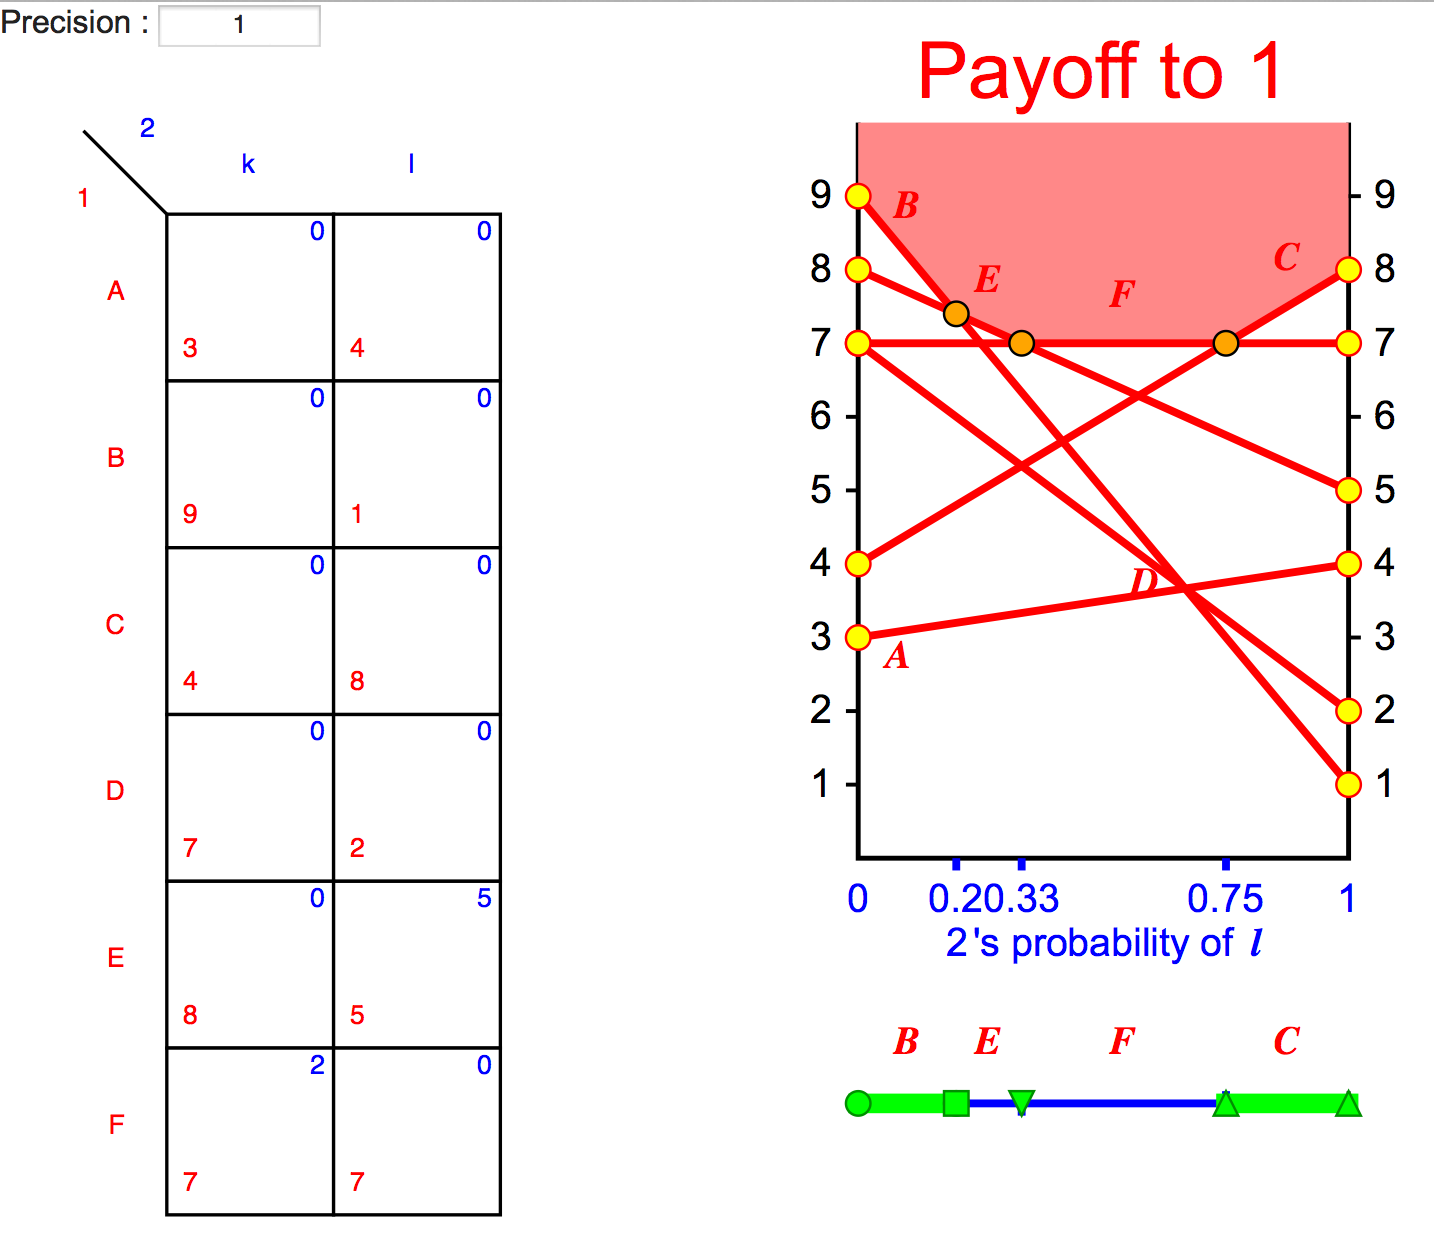 Precision : 1
Payoff to 1
2
k l
1
0 0
A
3 4
0 0
B
9 1
0 0
C
4 8
0 0
D
7 2
0 5
E
8 5
2 0
F
7 7
9 B 9
8 E F C 8
7 7
6 6
5 5
4 D 4
3 A 3
2 2
1 1
0 0.2 0.33 0.75 1
2's probability of l
B E F C